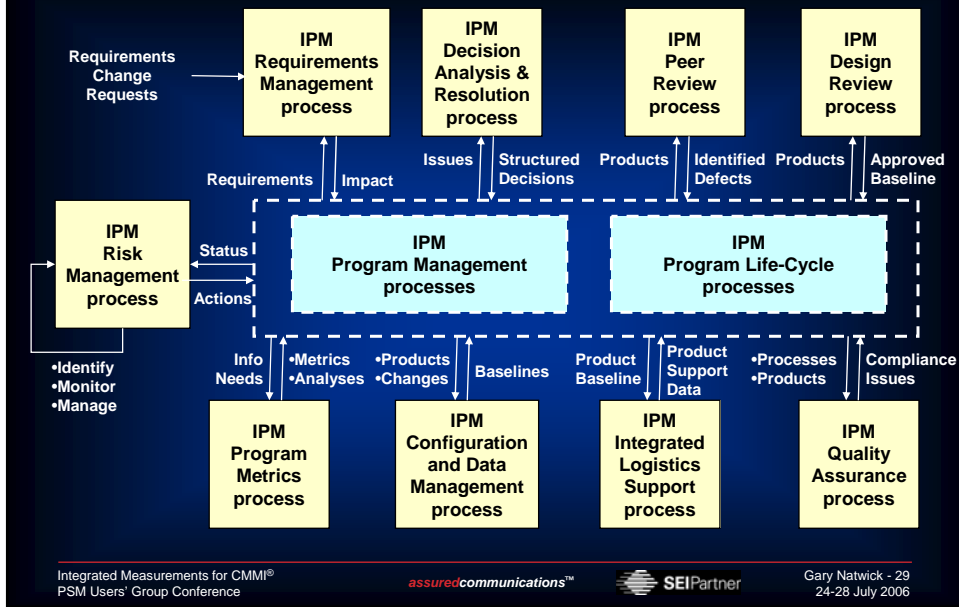 IPM
Requirements
Management
process
IPM
Decision
Analysis &
Resolution
process
IPM
Peer
Review
process
IPM
Design
Review
process
Requirements
Change
Requests
Requirements
Impact
Issues
Structured
Decisions
Products
Identified
Defects
Products
Approved
Baseline
IPM
Risk
Management
process
Status
Actions
•Identify
•Monitor
•Manage
IPM
Program Management
processes
IPM
Program Life-Cycle
processes
Info
Needs
•Metrics
•Analyses
•Products
•Changes
Baselines
Product
Baseline
Product
Support
Data
•Processes
•Products
Compliance
Issues
IPM
Program
Metrics
process
IPM
Configuration
and Data
Management
process
IPM
Integrated
Logistics
Support
process
IPM
Quality
Assurance
process
Integrated Measurements for CMMI®
PSM Users' Group Conference
assuredcommunications™
SEIPartner
Gary Natwick - 29
24-28 July 2006